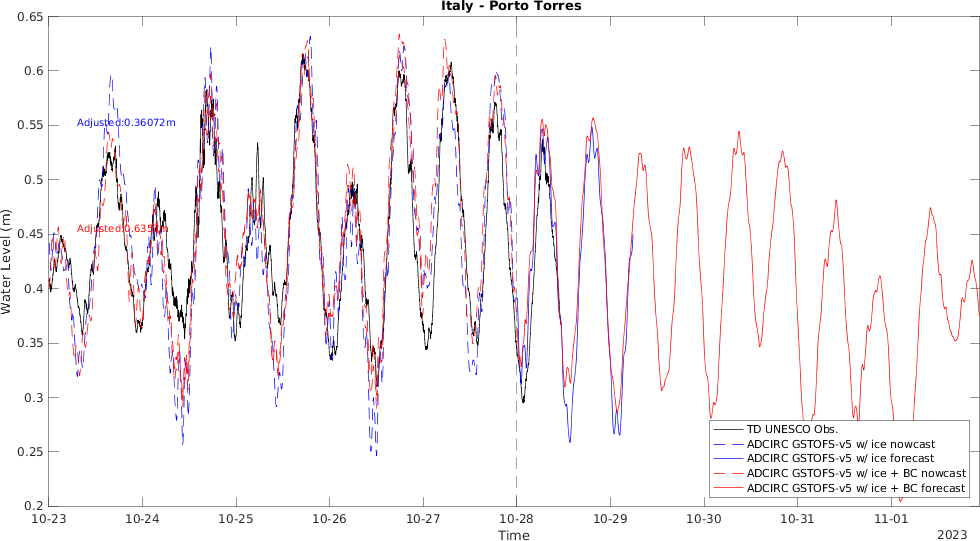 Italy - Porto Torres
0.65
0.6
0.55
0.5
0.45
0.4
0.35
0.3
0.25
0.2
Water Level (m)
Adjusted:0.36072m
10-23
10-24
10-25
10-26
10-27
10-28
10-29
10-30
10-31
11-01
Time
2023
TD UNESCO Obs.
ADCIRC GSTOFS-v5 w/ ice nowcast
ADCIRC GSTOFS-v5 w/ ice forecast
ADCIRC GSTOFS-v5 w/ ice + BC nowcast
ADCIRC GSTOFS-v5 w/ ice + BC forecast